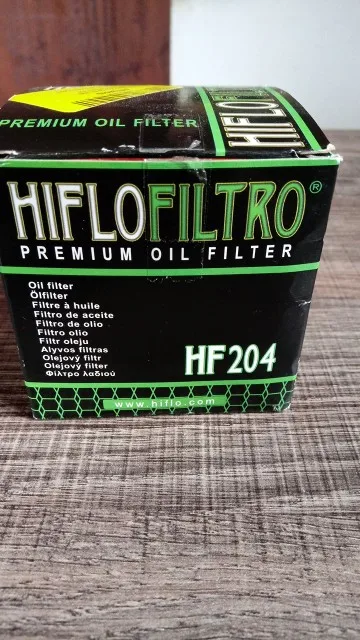 PREMIUM OIL FILTER
HIFLO
HIFLOFILTRO®
PREMIUM OIL FILTER
Oil filter
Ölfilter
Filtre à huile
Filtro de aceite
Filtro de olio
Filtro olio
Filtr oleju
Alyvos filtras
Olejový filtr
Olejový filter
Φίλτρο λαδιού
HF204
www.hiflo.com